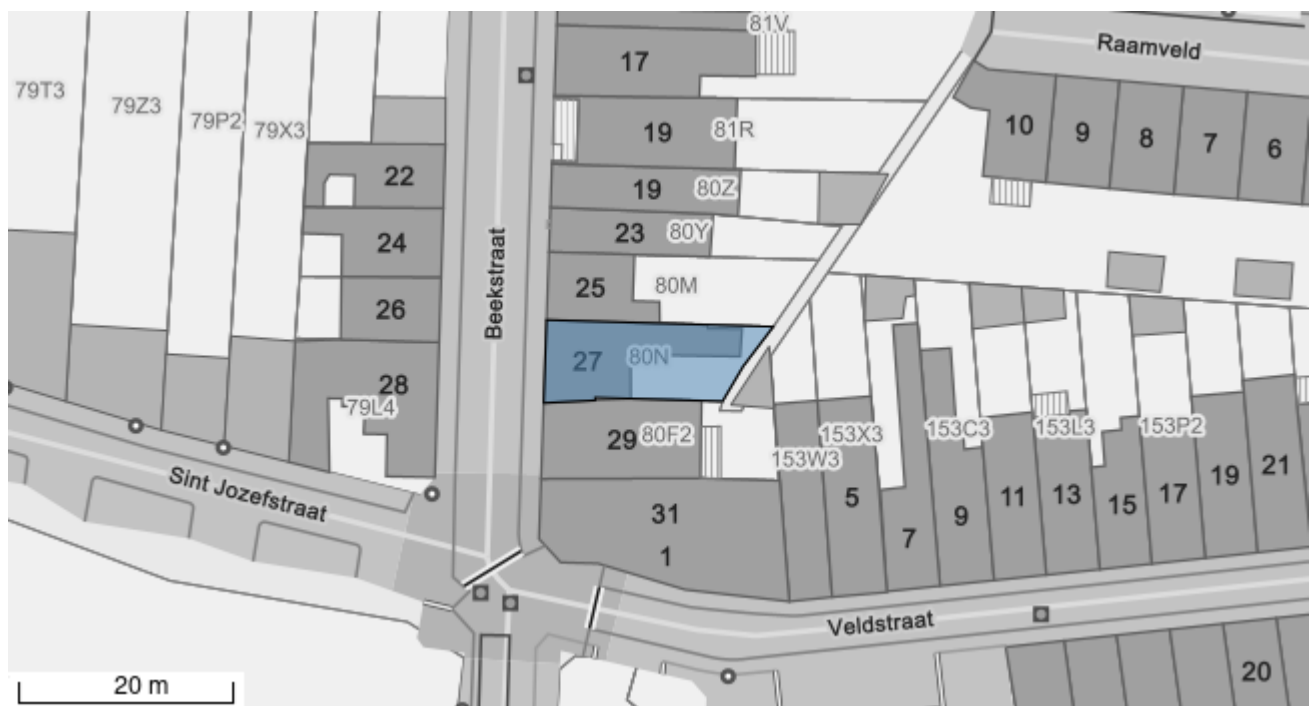 81V
Raamveld
17
79T3
79Z3
79P2
79X3
19
81R
10
9
8
7
6
22
19
80Z
24
23
80Y
Beekstraat
25
80M
26
27
80N
28
79L4
29
80F2
153W3
153X3
153C3
153L3
153P2
5
7
9
11
13
15
17
19
21
Sint Jozefstraat
31
1
Veldstraat
20 m
20